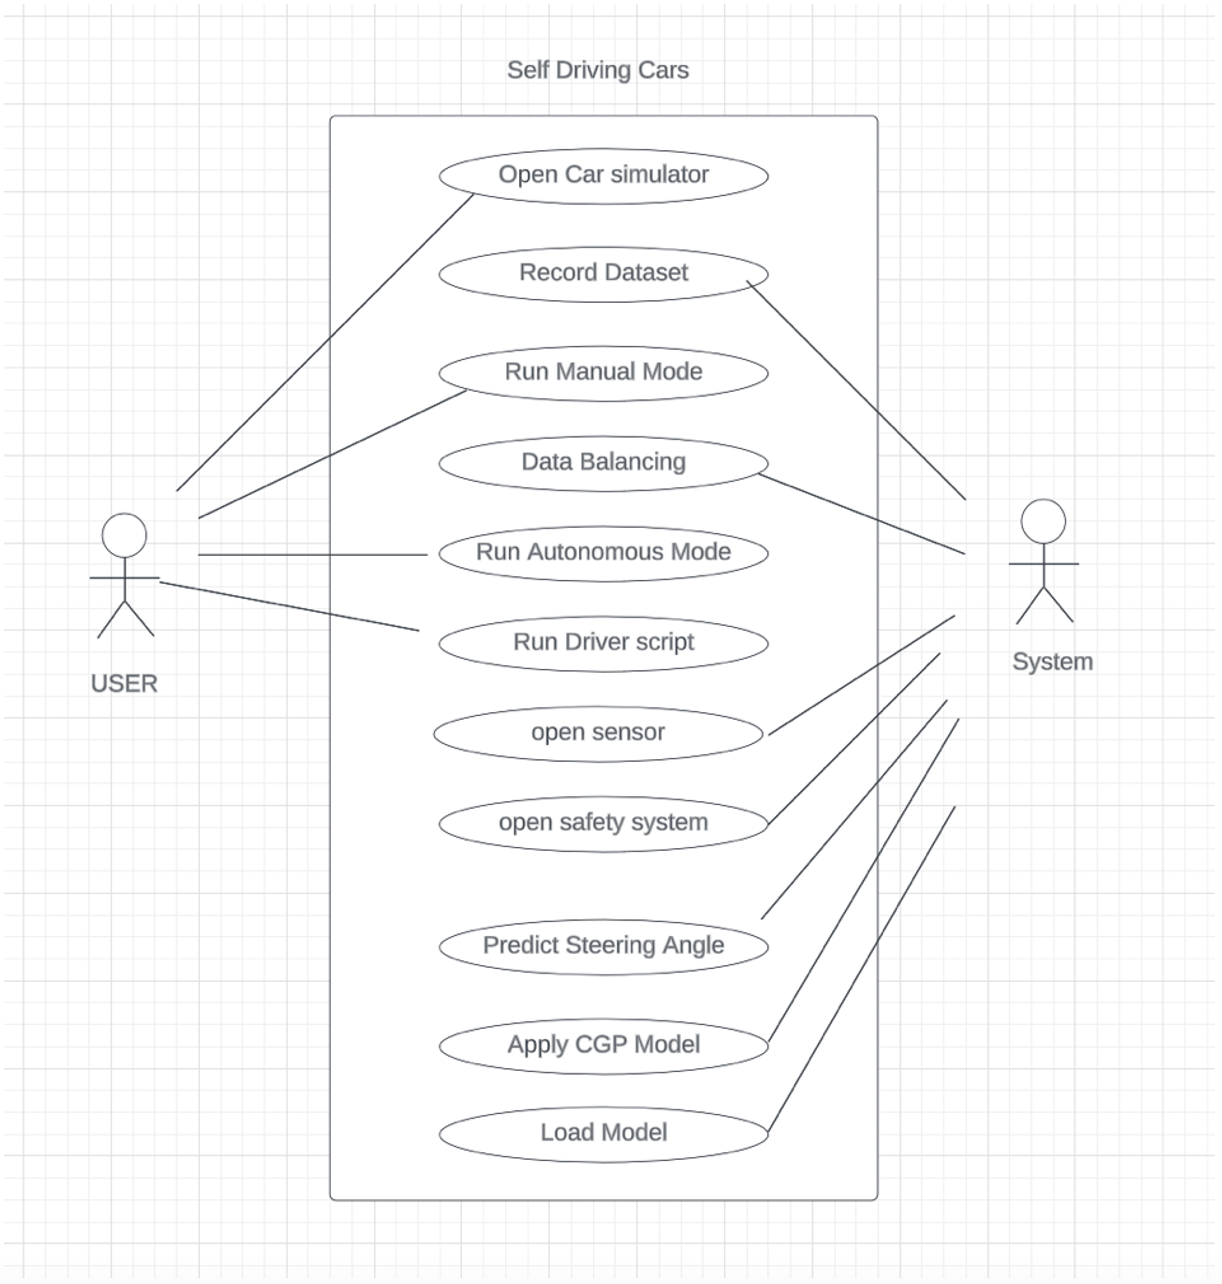 Self Driving Cars
Open Car simulator
Record Dataset
Run Manual Mode
Data Balancing
Run Autonomous Mode
Run Driver script
open sensor
open safety system
Predict Steering Angle
Apply CGP Model
Load Model
USER
System